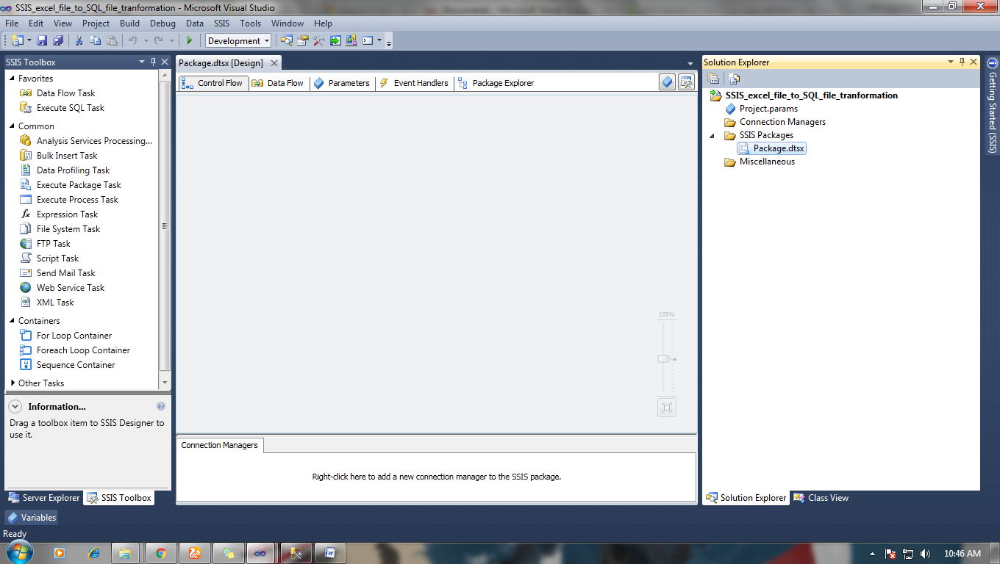 SSIS_excel_file_to_SQL_file_tranformation - Microsoft Visual Studio
File Edit View Project Build Debug Data SSIS Tools Window Help
Development
SSIS Toolbox
Favorites
Data Flow Task
Execute SQL Task
Common
Analysis Services Processing...
Bulk Insert Task
Data Profiling Task
Execute Package Task
Execute Process Task
Expression Task
File System Task
FTP Task
Script Task
Send Mail Task
Web Service Task
XML Task
Containers
For Loop Container
Foreach Loop Container
Sequence Container
Other Tasks
Information...
Drag a toolbox item to SSIS Designer to
use it.
Server Explorer SSIS Toolbox
Package.dtsx [Design]
Control Flow Data Flow Parameters Event Handlers Package Explorer
100%
Connection Managers
Right-click here to add a new connection manager to the SSIS package.
Solution Explorer
SSIS_excel_file_to_SQL_file_tranformation
Project.params
Connection Managers
SSIS Packages
Package.dtsx
Miscellaneous
Solution Explorer Class View
Getting Started (SSIS)
Variables
Ready
10:46 AM